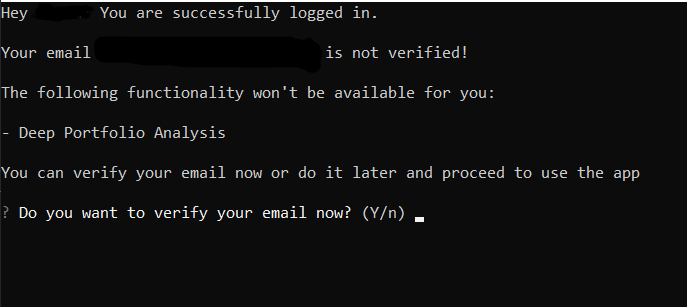 Hey You are successfully logged in.
Your email is not verified!
The following functionality won't be available for you:
- Deep Portfolio Analysis
You can verify your email now or do it later and proceed to use the app
? Do you want to verify your email now? (Y/n)